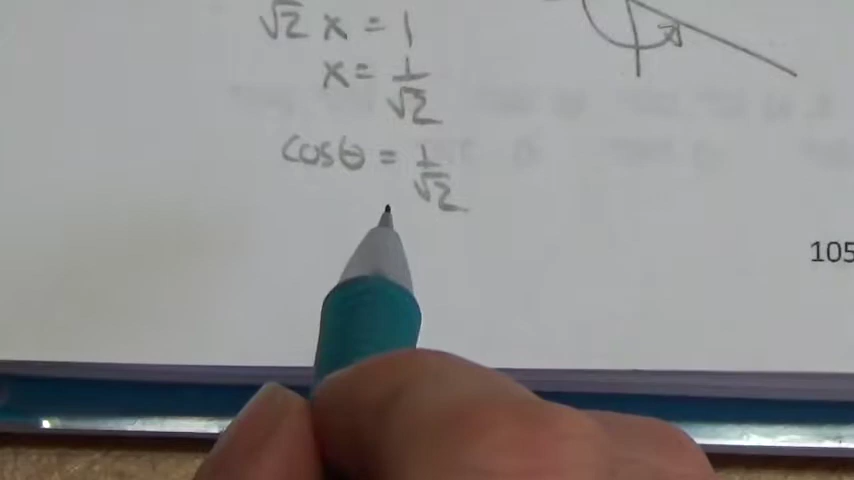 √2 x = 1
x = 1/√2
cosθ = 1/√2
105